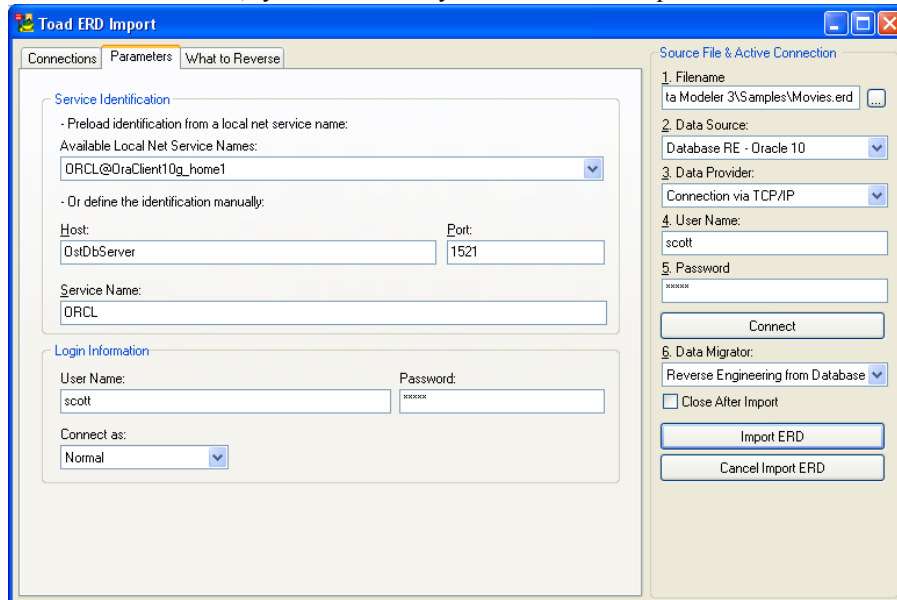 Toad ERD Import
Connections Parameters What to Reverse
Service Identification
- Preload identification from a local net service name:
Available Local Net Service Names:
ORCL@OraClient10g_home1
- Or define the identification manually:
Host: Port:
OstDbServer 1521
Service Name:
ORCL
Login Information
User Name: Password:
scott xxxxx
Connect as:
Normal
Source File & Active Connection
1. Filename
ta Modeler 3\Samples\Movies.erd ...
2. Data Source:
Database RE - Oracle 10
3. Data Provider:
Connection via TCP/IP
4. User Name:
scott
5. Password
xxxxx
Connect
6. Data Migrator:
Reverse Engineering from Database
Close After Import
Import ERD
Cancel Import ERD